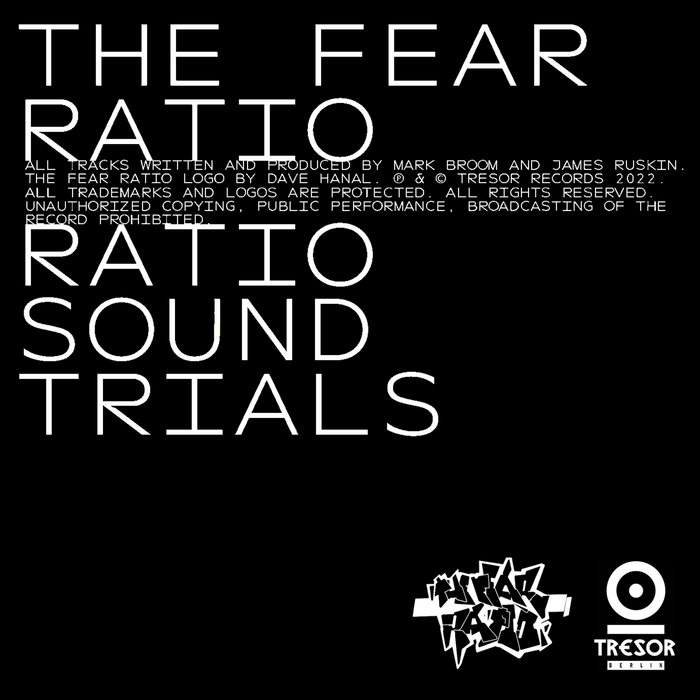 THE FEAR
RATIO
ALL TRACKS WRITTEN AND PRODUCED BY MARK BROOM AND JAMES RUSKIN.
THE FEAR RATIO LOGO BY DAVE HANAL. ℗ & © TRESOR RECORDS 2022.
ALL TRADEMARKS AND LOGOS ARE PROTECTED. ALL RIGHTS RESERVED.
UNAUTHORIZED COPYING, PUBLIC PERFORMANCE, BROADCASTING OF THE
RECORD PROHIBITED.
RATIO
SOUND
TRIALS
TRESOR
BERLIN